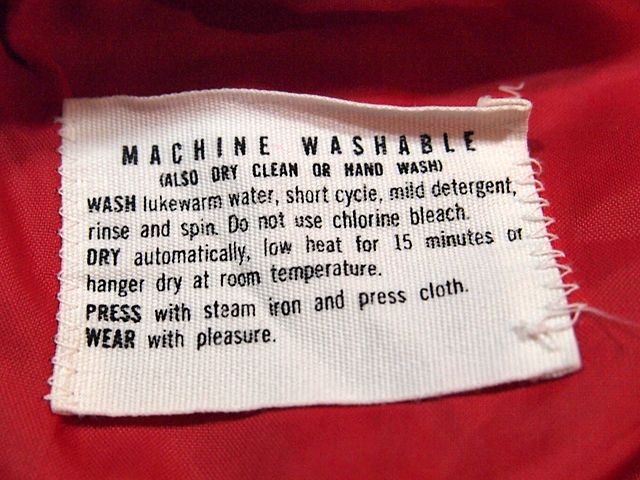 MACHINE WASHABLE
(ALSO DRY CLEAN OR HAND WASH)
WASH lukewarm water, short cycle, mild detergent,
rinse and spin. Do not use chlorine bleach.
DRY automatically, low heat for 15 minutes or
hanger dry at room temperature.
PRESS with steam iron and press cloth.
WEAR with pleasure.